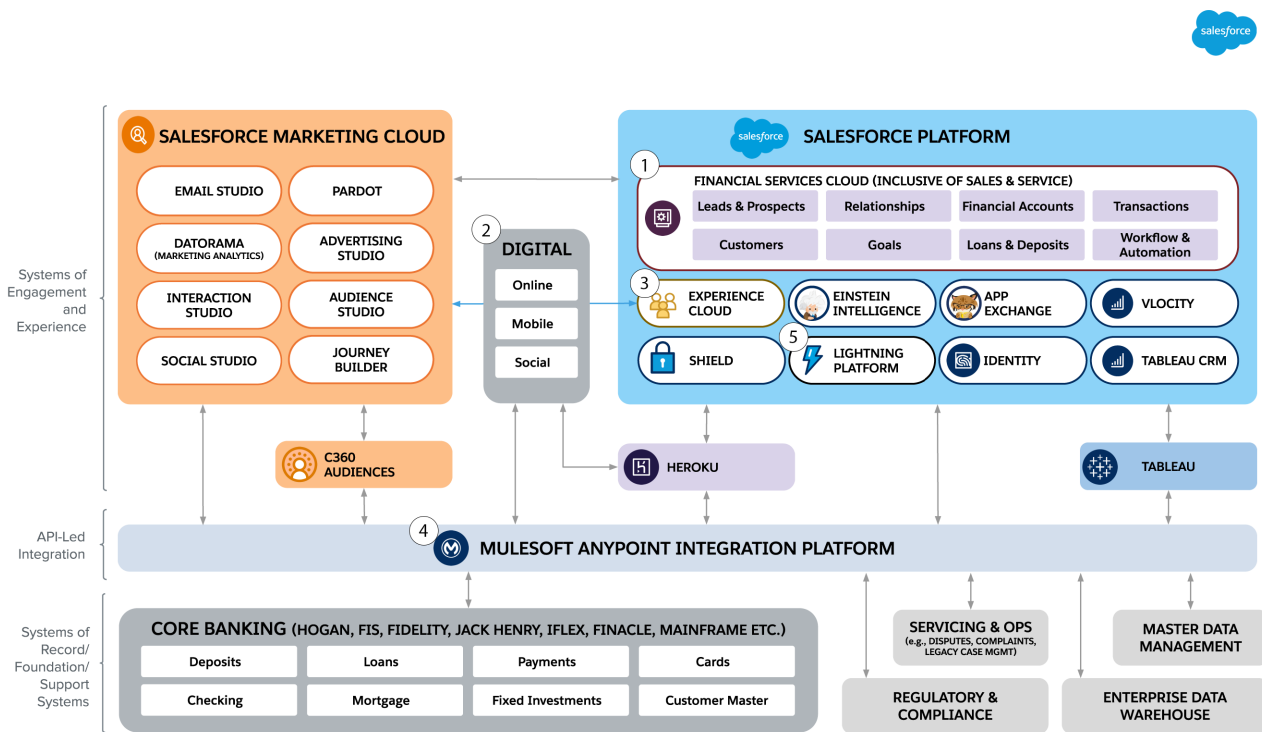 salesforce
Systems of
Engagement
and
Experience
SALESFORCE MARKETING CLOUD
EMAIL STUDIO
PARDOT
DATORAMA
(MARKETING ANALYTICS)
ADVERTISING
STUDIO
INTERACTION
STUDIO
AUDIENCE
STUDIO
SOCIAL STUDIO
JOURNEY
BUILDER
2
DIGITAL
Online
Mobile
Social
salesforce
SALESFORCE PLATFORM
1
FINANCIAL SERVICES CLOUD (INCLUSIVE OF SALES & SERVICE)
Leads & Prospects
Relationships
Financial Accounts
Transactions
Customers
Goals
Loans & Deposits
Workflow &
Automation
3
EXPERIENCE
CLOUD
EINSTEIN
INTELLIGENCE
APP
EXCHANGE
VLOCITY
SHIELD
5
LIGHTNING
PLATFORM
IDENTITY
TABLEAU CRM
C360
AUDIENCES
HEROKU
TABLEAU
API-Led
Integration
4
MULESOFT ANYPOINT INTEGRATION PLATFORM
Systems of
Record/
Foundation/
Support
Systems
CORE BANKING (HOGAN, FIS, FIDELITY, JACK HENRY, IFLEX, FINACLE, MAINFRAME ETC.)
Deposits
Loans
Payments
Cards
Checking
Mortgage
Fixed Investments
Customer Master
SERVICING & OPS
(e.g., DISPUTES, COMPLAINTS,
LEGACY CASE MGMT)
MASTER DATA
MANAGEMENT
REGULATORY &
COMPLIANCE
ENTERPRISE DATA
WAREHOUSE